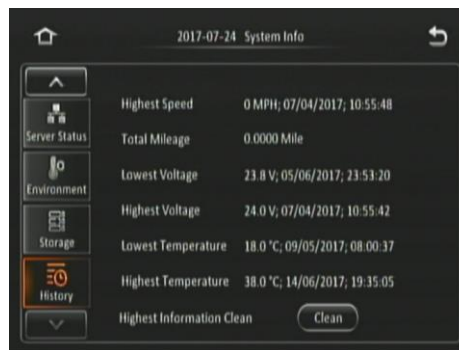 2017-07-24 System Info
Server Status
Environment
Storage
History
Highest Speed 0 MPH; 07/04/2017; 10:55:48
Total Mileage 0.0000 Mile
Lowest Voltage 23.8 V; 05/06/2017; 23:53:20
Highest Voltage 24.0 V; 07/04/2017; 10:55:42
Lowest Temperature 18.0 °C; 09/05/2017; 08:00:37
Highest Temperature 38.0 °C; 14/06/2017; 19:35:05
Highest Information Clean Clean